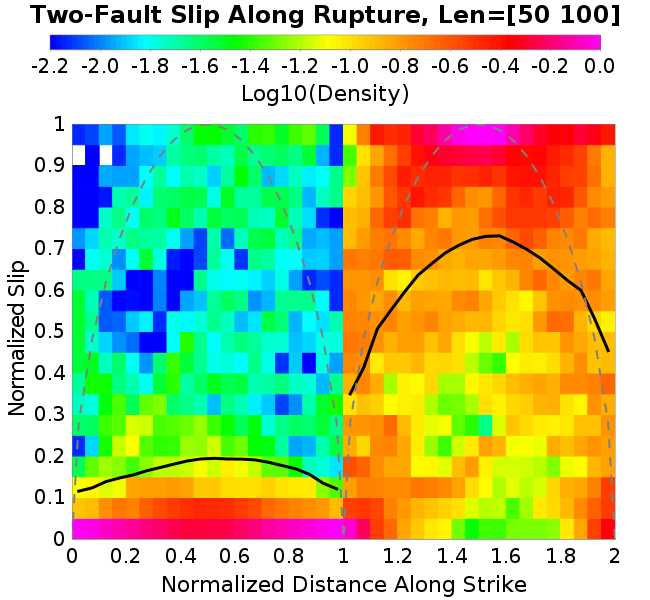 Two-Fault Slip Along Rupture, Len=[50 100]
-2.2 -2.0 -1.8 -1.6 -1.4 -1.2 -1.0 -0.8 -0.6 -0.4 -0.2 0.0
Log10(Density)
1
0.9
0.8
0.7
0.6
0.5
0.4
0.3
0.2
0.1
0
Normalized Slip
0 0.2 0.4 0.6 0.8 1 1.2 1.4 1.6 1.8 2
Normalized Distance Along Strike